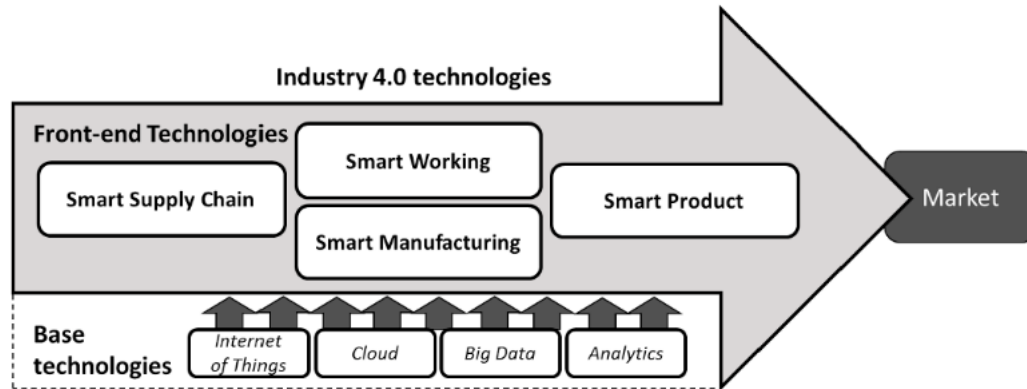 Industry 4.0 technologies
Front-end Technologies
Smart Supply Chain
Smart Working
Smart Manufacturing
Smart Product
Market
Base
technologies
Internet
of Things
Cloud
Big Data
Analytics